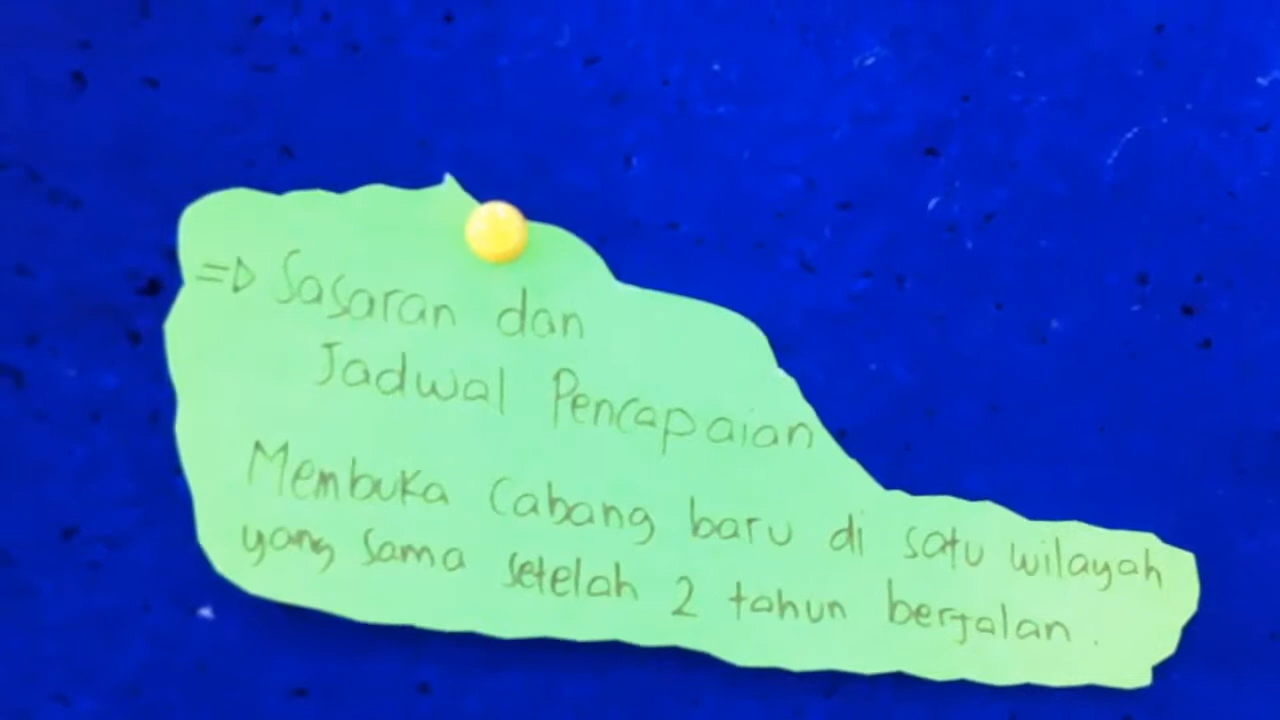 => Sasaran dan
Jadwal Pencapaian
Membuka Cabang baru di satu wilayah
yang sama setelah 2 tahun berjalan.